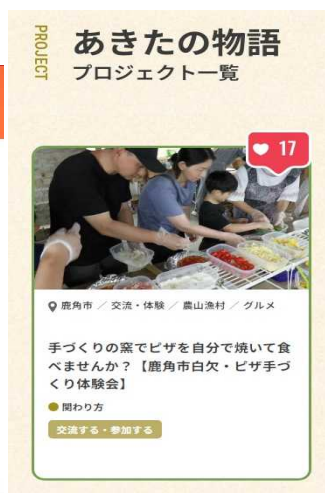 PROJECT
あきたの物語
プロジェクト一覧
17
鹿角市 ／ 交流・体験 ／ 農山漁村 ／ グルメ
手づくりの窯でピザを自分で焼いて食
べませんか？【鹿角市白欠・ピザ手づ
くり体験会】
関わり方
交流する・参加する